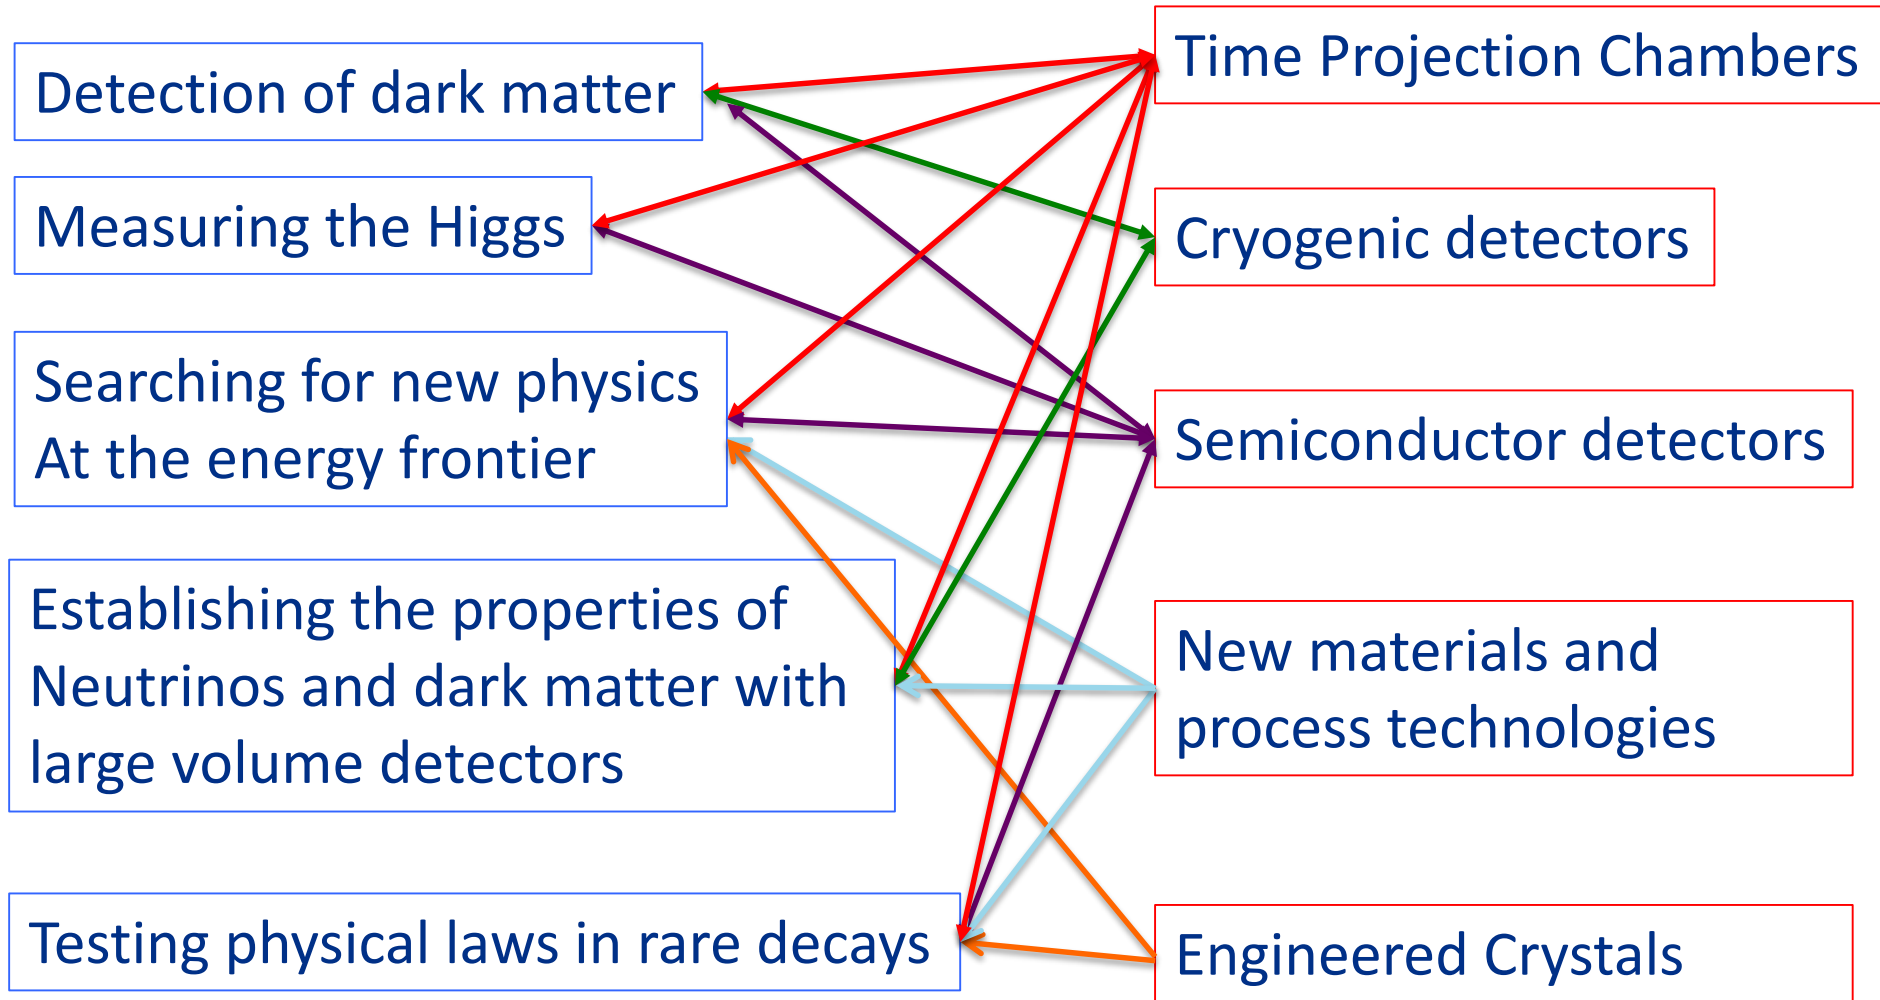 Detection of dark matter
Measuring the Higgs
Searching for new physics
At the energy frontier
Establishing the properties of
Neutrinos and dark matter with
large volume detectors
Testing physical laws in rare decays
Time Projection Chambers
Cryogenic detectors
Semiconductor detectors
New materials and
process technologies
Engineered Crystals